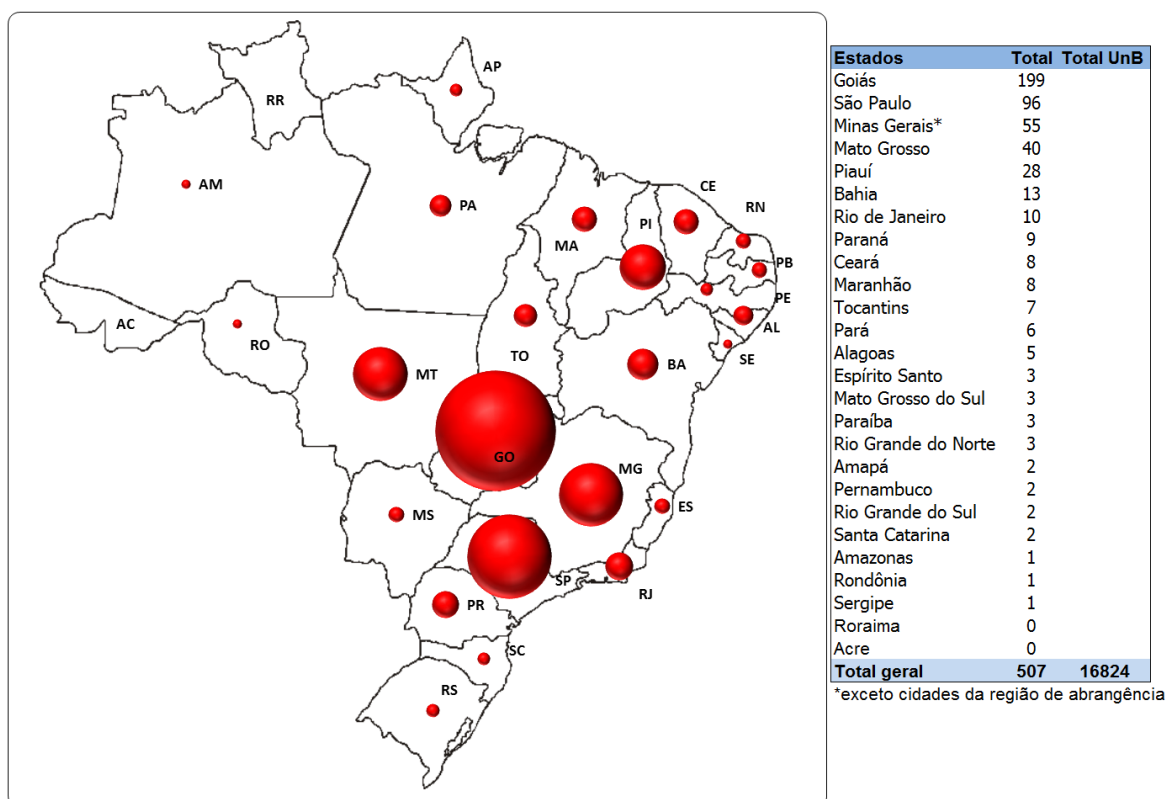 AP
RR
AM
PA
CE
RN
PI
MA
PB
PE
AL
AC
RO
TO
SE
BA
MT
GO
MG
ES
MS
SP
RJ
PR
SC
RS
Estados Total Total UnB
Goiás 199
São Paulo 96
Minas Gerais* 55
Mato Grosso 40
Piauí 28
Bahia 13
Rio de Janeiro 10
Paraná 9
Ceará 8
Maranhão 8
Tocantins 7
Pará 6
Alagoas 5
Espírito Santo 3
Mato Grosso do Sul 3
Paraíba 3
Rio Grande do Norte 3
Amapá 2
Pernambuco 2
Rio Grande do Sul 2
Santa Catarina 2
Amazonas 1
Rondônia 1
Sergipe 1
Roraima 0
Acre 0
Total geral 507 16824
*exceto cidades da região de abrangência